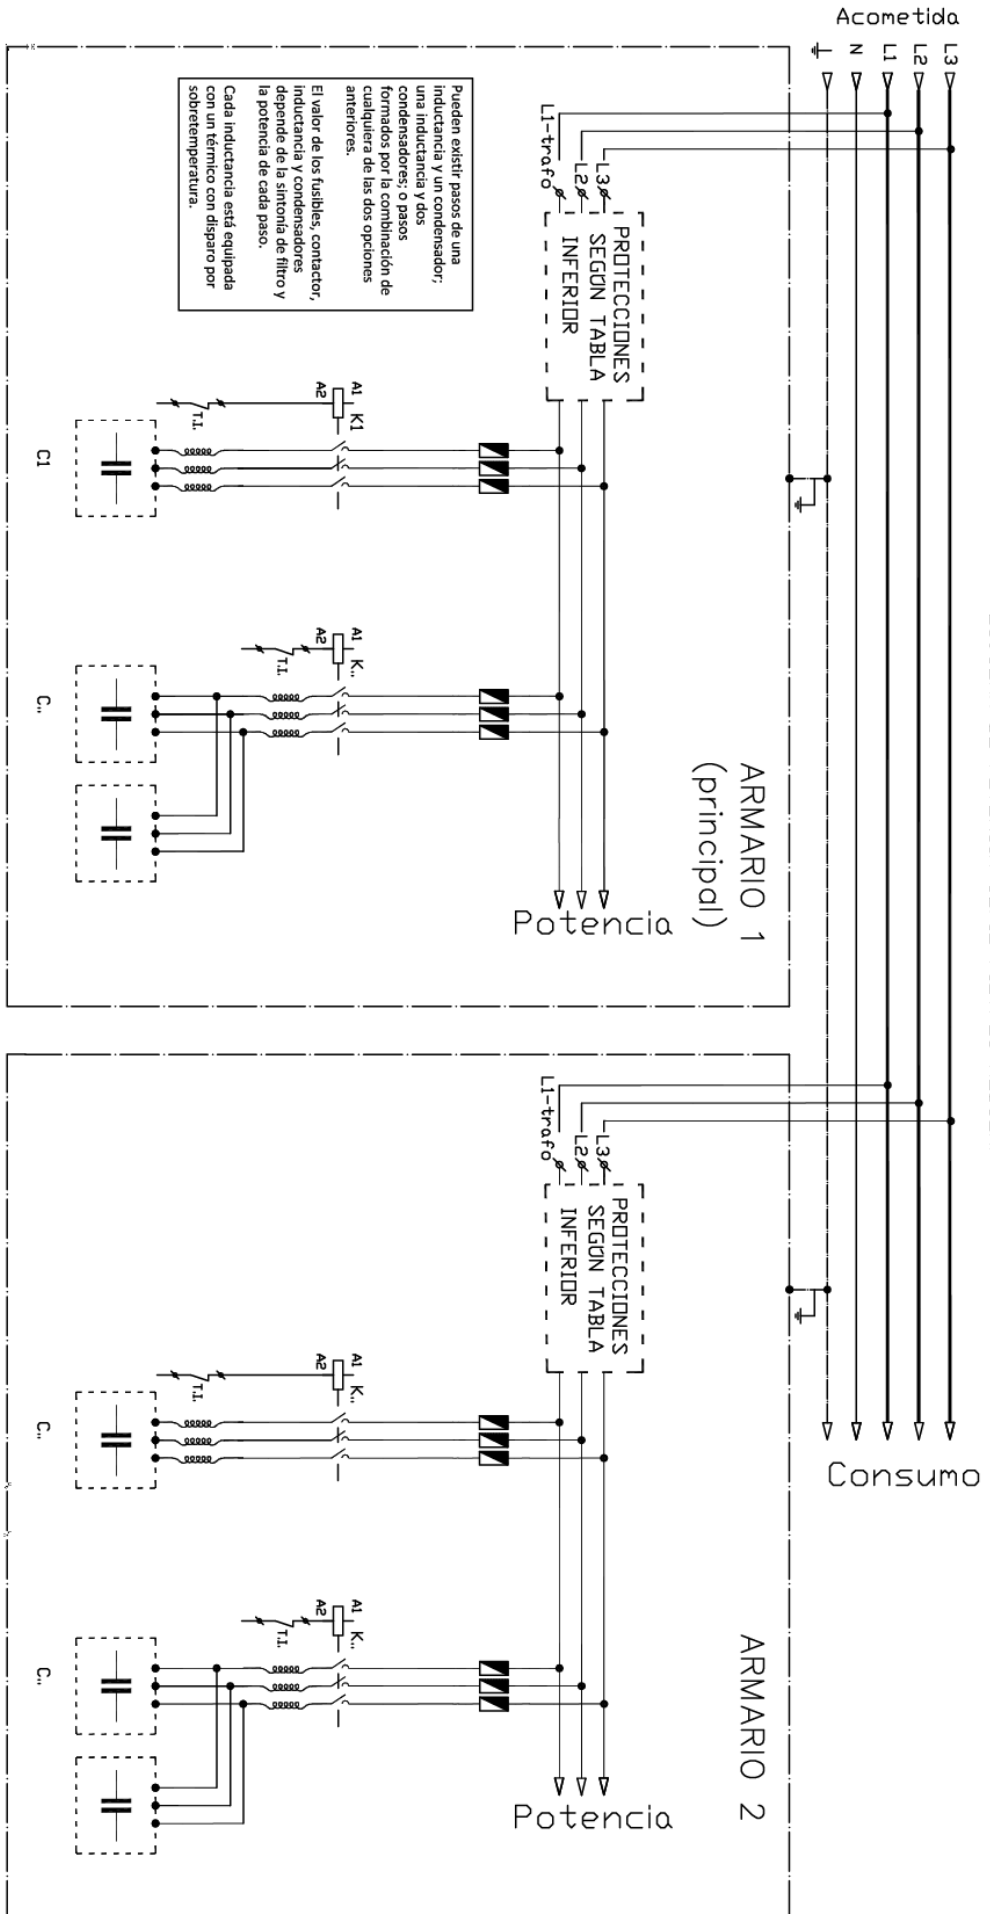 Acometida
N
L1
L2
L3
L1-trafo
L2
L3
PROTECCIONES
SEGÚN TABLA
INFERIOR
Pueden existir pasos de una
inductancia y un condensador;
una inductancia y dos
condensadores; o pasos
formados por la combinación de
cualquiera de las dos opciones
anteriores.
El valor de los fusibles, contactor,
inductancia y condensadores
depende de la sintonía de filtro y
la potencia de cada paso.
Cada inductancia está equipada
con un térmico con disparo por
sobretemperatura.
A1
A2
K1
T.I.
C1
A1
A2
K..
T.I.
C..
ARMARIO 1
(principal)
Potencia
L1-trafo
L2
L3
PROTECCIONES
SEGÚN TABLA
INFERIOR
Consumo
A1
A2
K..
T.I.
C..
A1
A2
K..
T.I.
C..
ARMARIO 2
Potencia